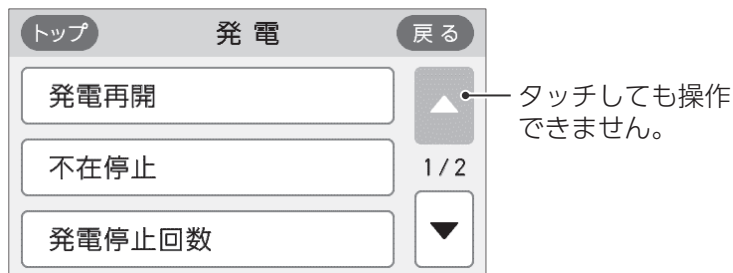 トップ 発電 戻る
発電再開
タッチしても操作
できません。
不在停止
1/2
発電停止回数